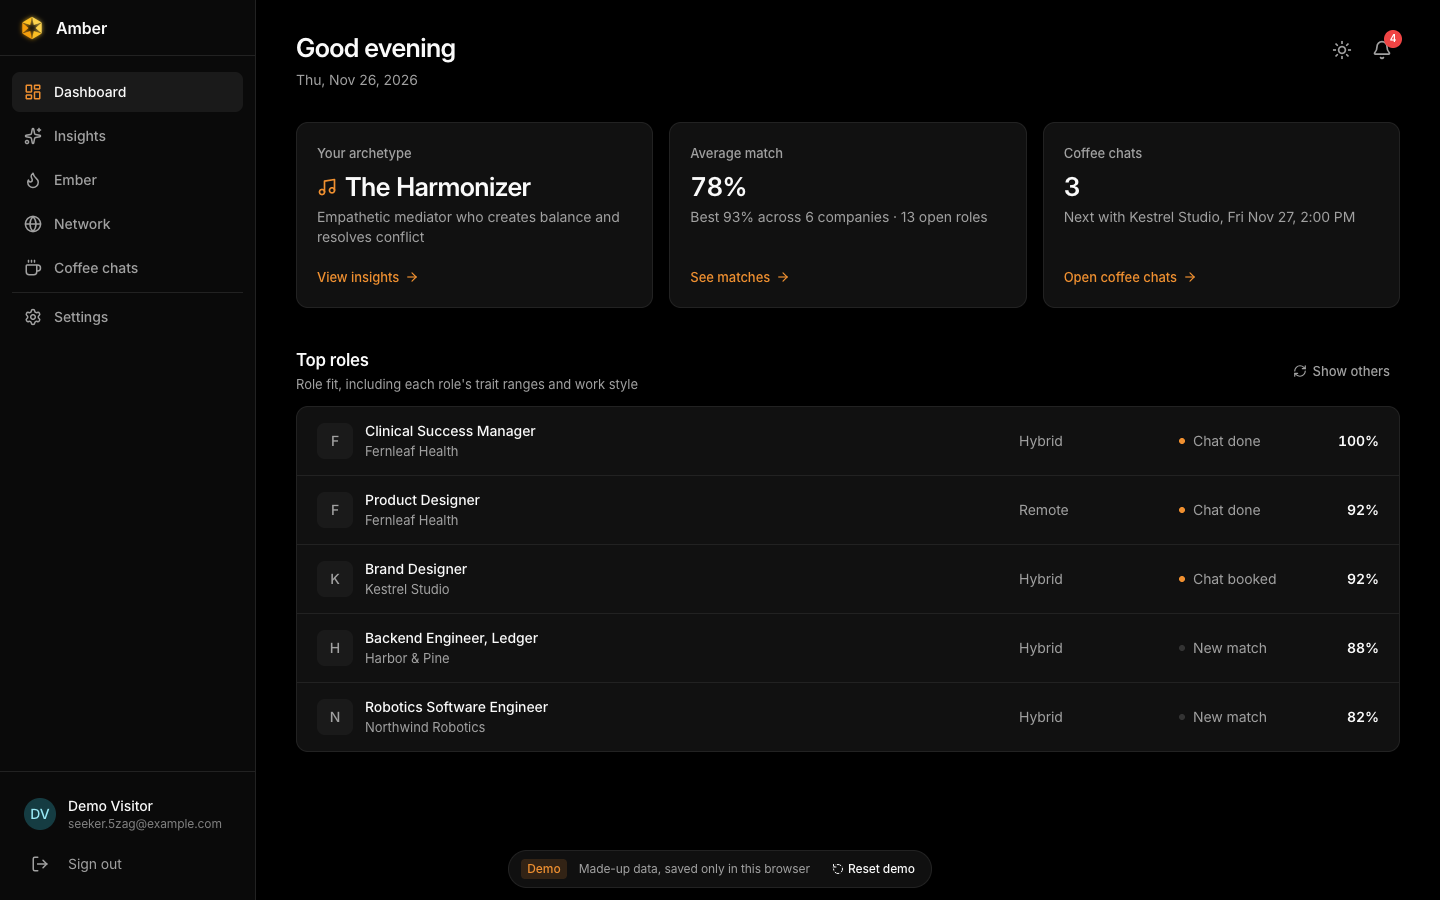 Amber
Dashboard
Insights
Ember
Network
Coffee chats
Settings
Demo Visitor
DV
seeker.5zag@example.com
Sign out
Good evening
Thu, Nov 26, 2026
4
Your archetype
The Harmonizer
Empathetic mediator who creates balance and
resolves conflict
View insights →
Average match
78%
Best 93% across 6 companies · 13 open roles
See matches →
Coffee chats
3
Next with Kestrel Studio, Fri Nov 27, 2:00 PM
Open coffee chats →
Top roles
Role fit, including each role's trait ranges and work style
Show others
F
Clinical Success Manager
Fernleaf Health
Hybrid
Chat done
100%
F
Product Designer
Fernleaf Health
Remote
Chat done
92%
K
Brand Designer
Kestrel Studio
Hybrid
Chat booked
92%
H
Backend Engineer, Ledger
Harbor & Pine
Hybrid
New match
88%
N
Robotics Software Engineer
Northwind Robotics
Hybrid
New match
82%
Demo
Made-up data, saved only in this browser
Reset demo